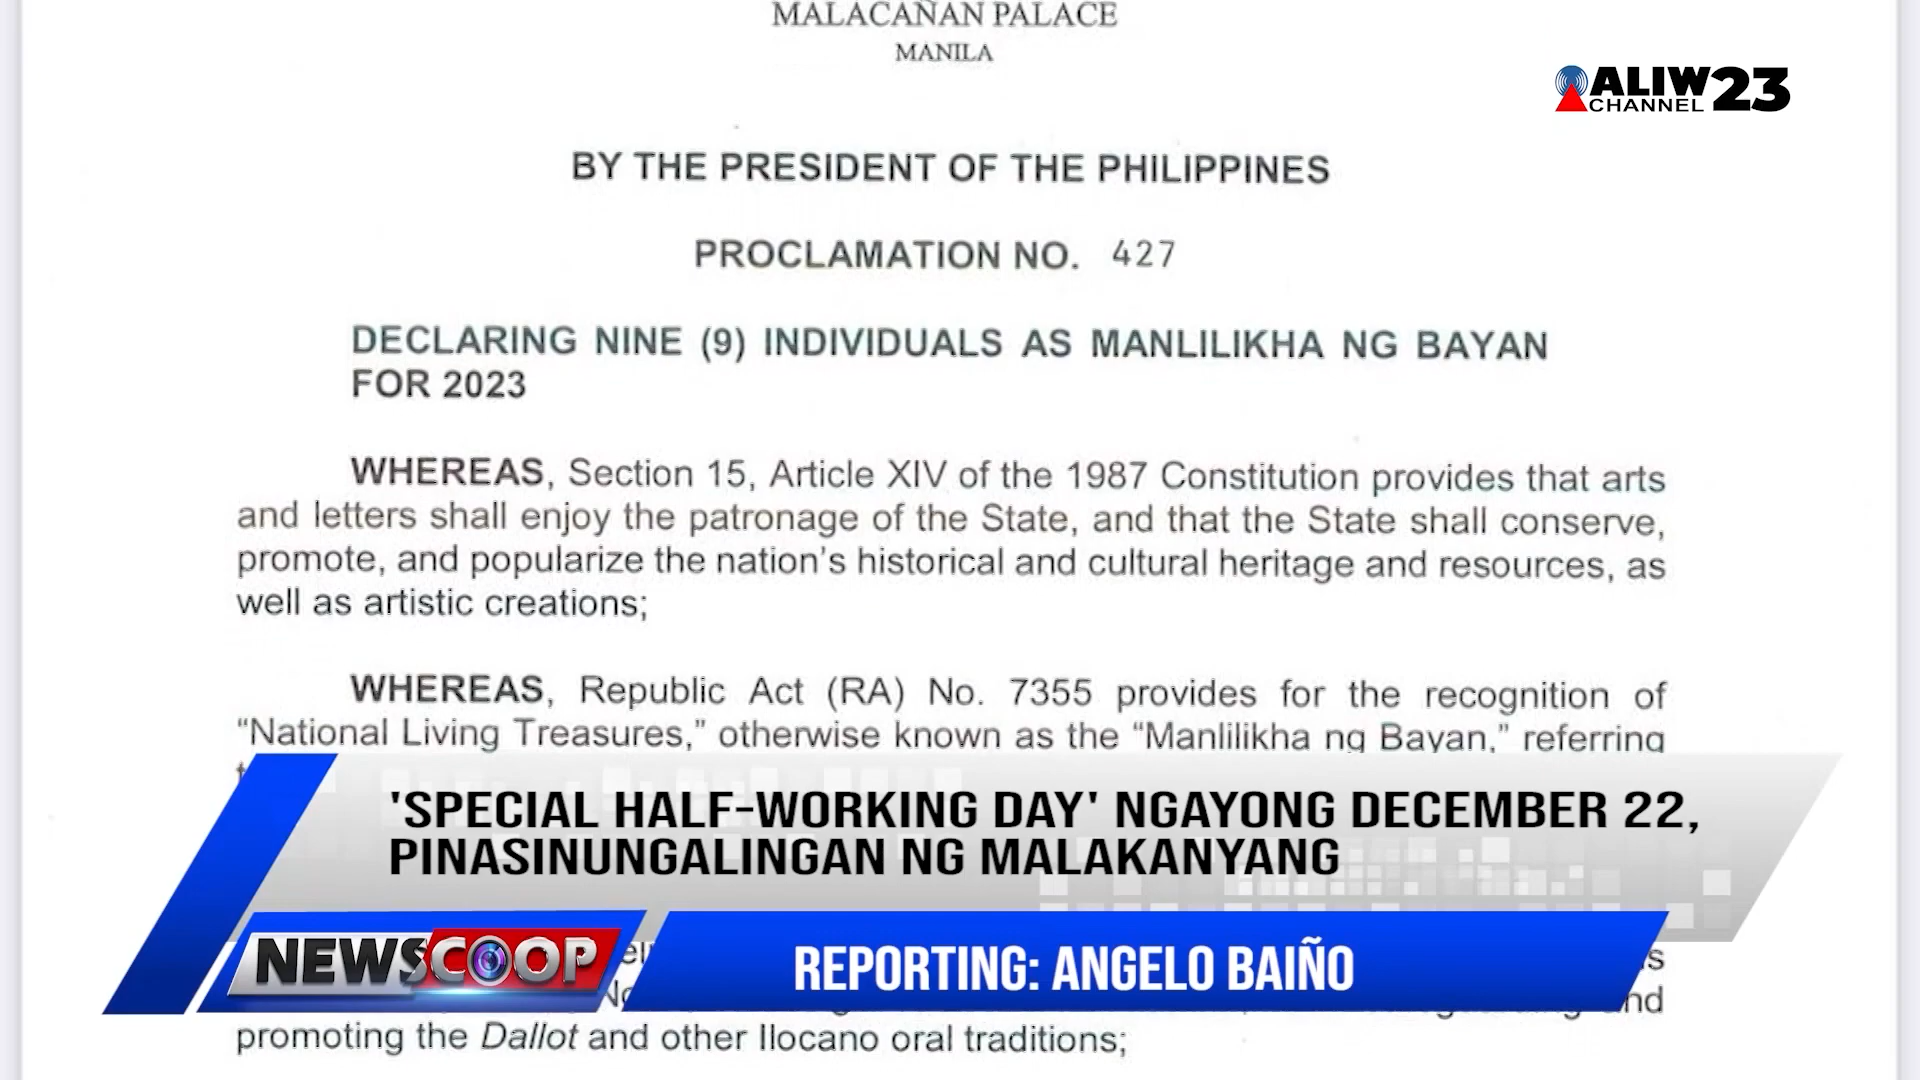 MALACAÑAN PALACE
MANILA
ALIW 23
CHANNEL
BY THE PRESIDENT OF THE PHILIPPINES
PROCLAMATION NO. 427
DECLARING NINE (9) INDIVIDUALS AS MANLILIKHA NG BAYAN
FOR 2023
WHEREAS, Section 15, Article XIV of the 1987 Constitution provides that arts
and letters shall enjoy the patronage of the State, and that the State shall conserve,
promote, and popularize the nation's historical and cultural heritage and resources, as
well as artistic creations;
WHEREAS, Republic Act (RA) No. 7355 provides for the recognition of
“National Living Treasures,” otherwise known as the “Manlilikha ng Bayan,” referring
'SPECIAL HALF-WORKING DAY' NGAYONG DECEMBER 22,
PINASINUNGALINGAN NG MALAKANYANG
NEWSCOOP
REPORTING: ANGELO BAIÑO
promoting the Dallot and other Ilocano oral traditions;